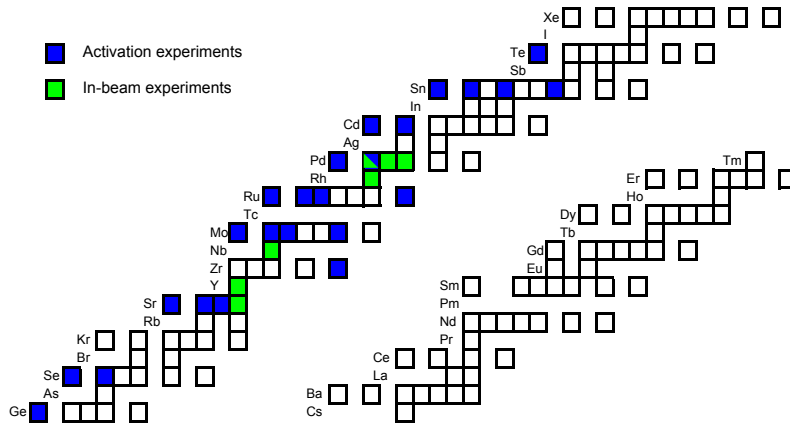 Xe
I
Activation experiments
Te
Sb
In-beam experiments
Sn
In
Cd
Ag
Pd
Tm
Rh
Er
Ru
Ho
Tc
Dy
Mo
Tb
Nb
Gd
Zr
Eu
Y
Sm
Sr
Pm
Rb
Nd
Kr
Pr
Br
Ce
Se
La
As
Ba
Ge
Cs